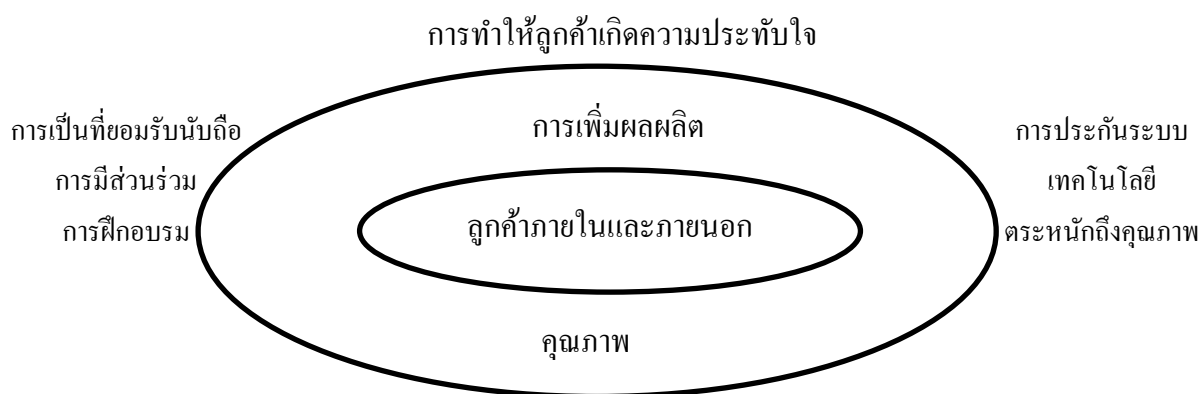 การทำให้ลูกค้าเกิดความประทับใจ
การเป็นที่ยอมรับนับถือ
การมีส่วนร่วม
การฝึกอบรม
การเพิ่มผลผลิต
ลูกค้าภายในและภายนอก
คุณภาพ
การประกันระบบ
เทคโนโลยี
ตระหนักถึงคุณภาพ